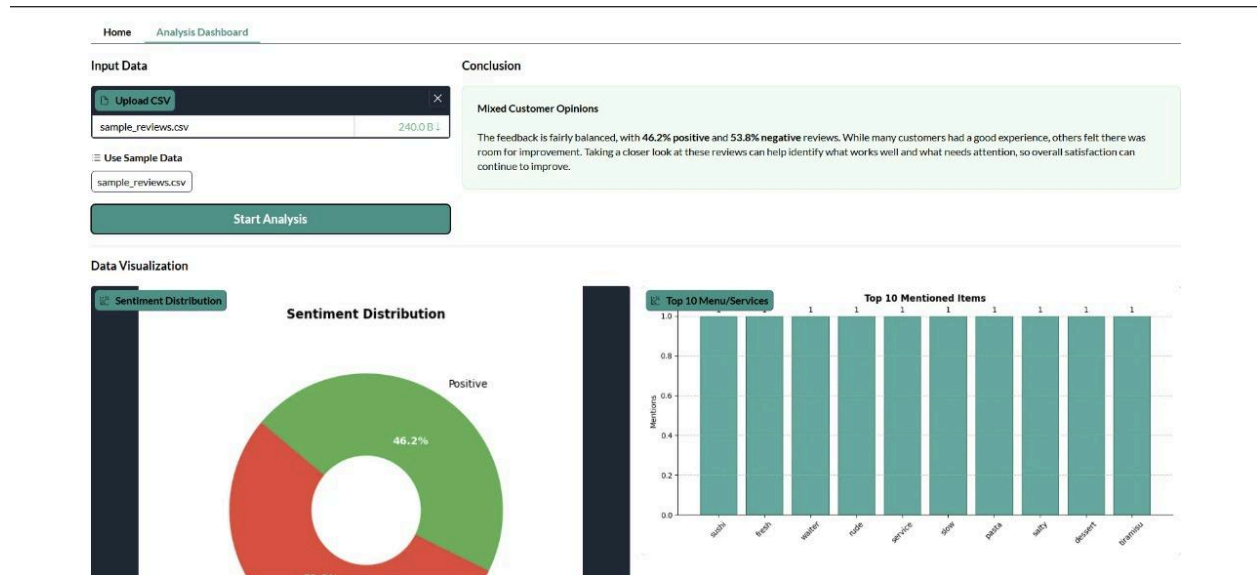 Home Analysis Dashboard
Input Data
Upload CSV
sample_reviews.csv 240.0 B ↓
Use Sample Data
sample_reviews.csv
Start Analysis
Conclusion
Mixed Customer Opinions
The feedback is fairly balanced, with 46.2% positive and 53.8% negative reviews. While many customers had a good experience, others felt there was
room for improvement. Taking a closer look at these reviews can help identify what works well and what needs attention, so overall satisfaction can
continue to improve.
Data Visualization
Sentiment Distribution
Sentiment Distribution
Positive
46.2%
Top 10 Menu/Services
Top 10 Mentioned Items
1 1 1 1 1 1 1 1
1.0
0.8
0.6
0.4
0.2
0.0
Mentions
sushi fresh waiter rude service slow pasta salty dessert tiramisu